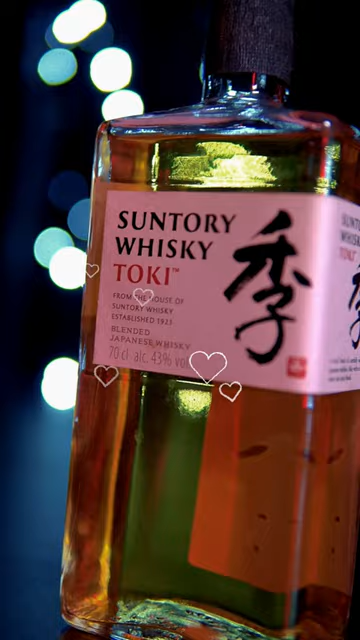 SUNTORY
WHISKY
TOKI™
FROM THE HOUSE OF
SUNTORY WHISKY
ESTABLISHED 1923
BLENDED
JAPANESE WHISKY
70 cl alc. 43% vol
季